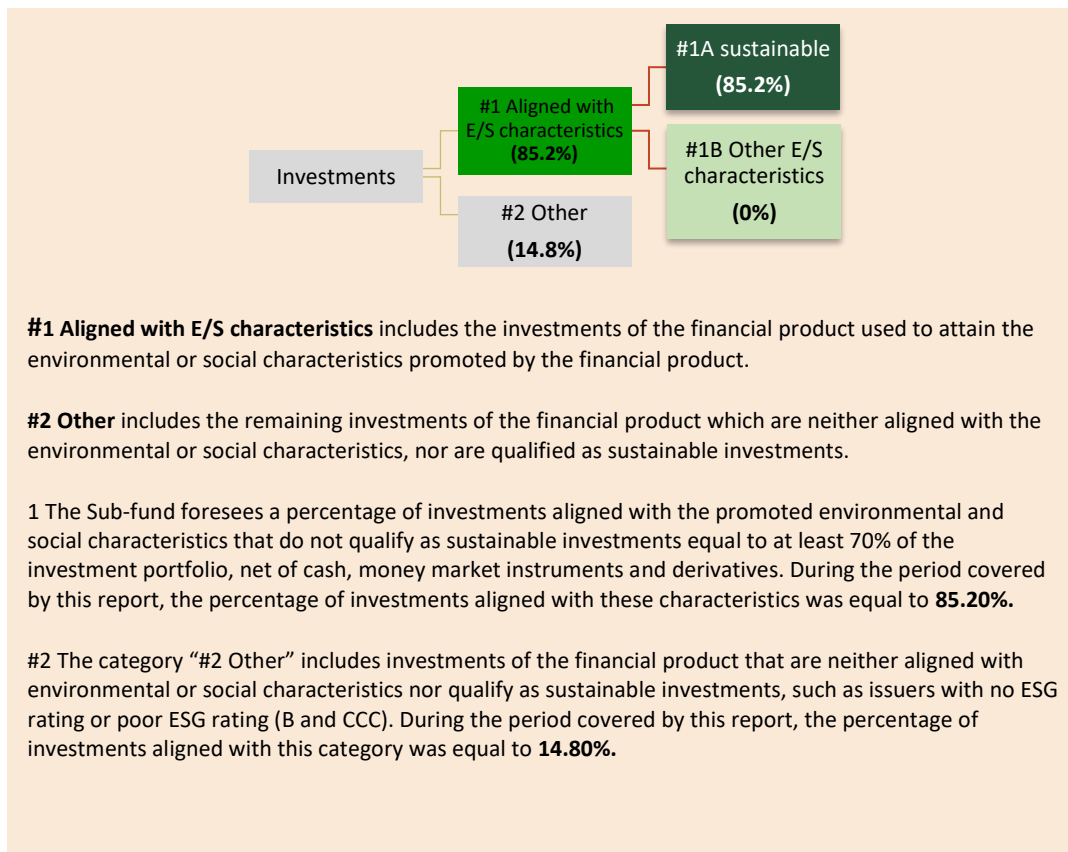 #1A sustainable
(85.2%)
#1 Aligned with
E/S characteristics
(85.2%)
#1B Other E/S
characteristics
(0%)
Investments
#2 Other
(14.8%)
#1 Aligned with E/S characteristics includes the investments of the financial product used to attain the
environmental or social characteristics promoted by the financial product.
#2 Other includes the remaining investments of the financial product which are neither aligned with the
environmental or social characteristics, nor are qualified as sustainable investments.
1 The Sub-fund foresees a percentage of investments aligned with the promoted environmental and
social characteristics that do not qualify as sustainable investments equal to at least 70% of the
investment portfolio, net of cash, money market instruments and derivatives. During the period covered
by this report, the percentage of investments aligned with these characteristics was equal to 85.20%.
#2 The category “#2 Other” includes investments of the financial product that are neither aligned with
environmental or social characteristics nor qualify as sustainable investments, such as issuers with no ESG
rating or poor ESG rating (B and CCC). During the period covered by this report, the percentage of
investments aligned with this category was equal to 14.80%.